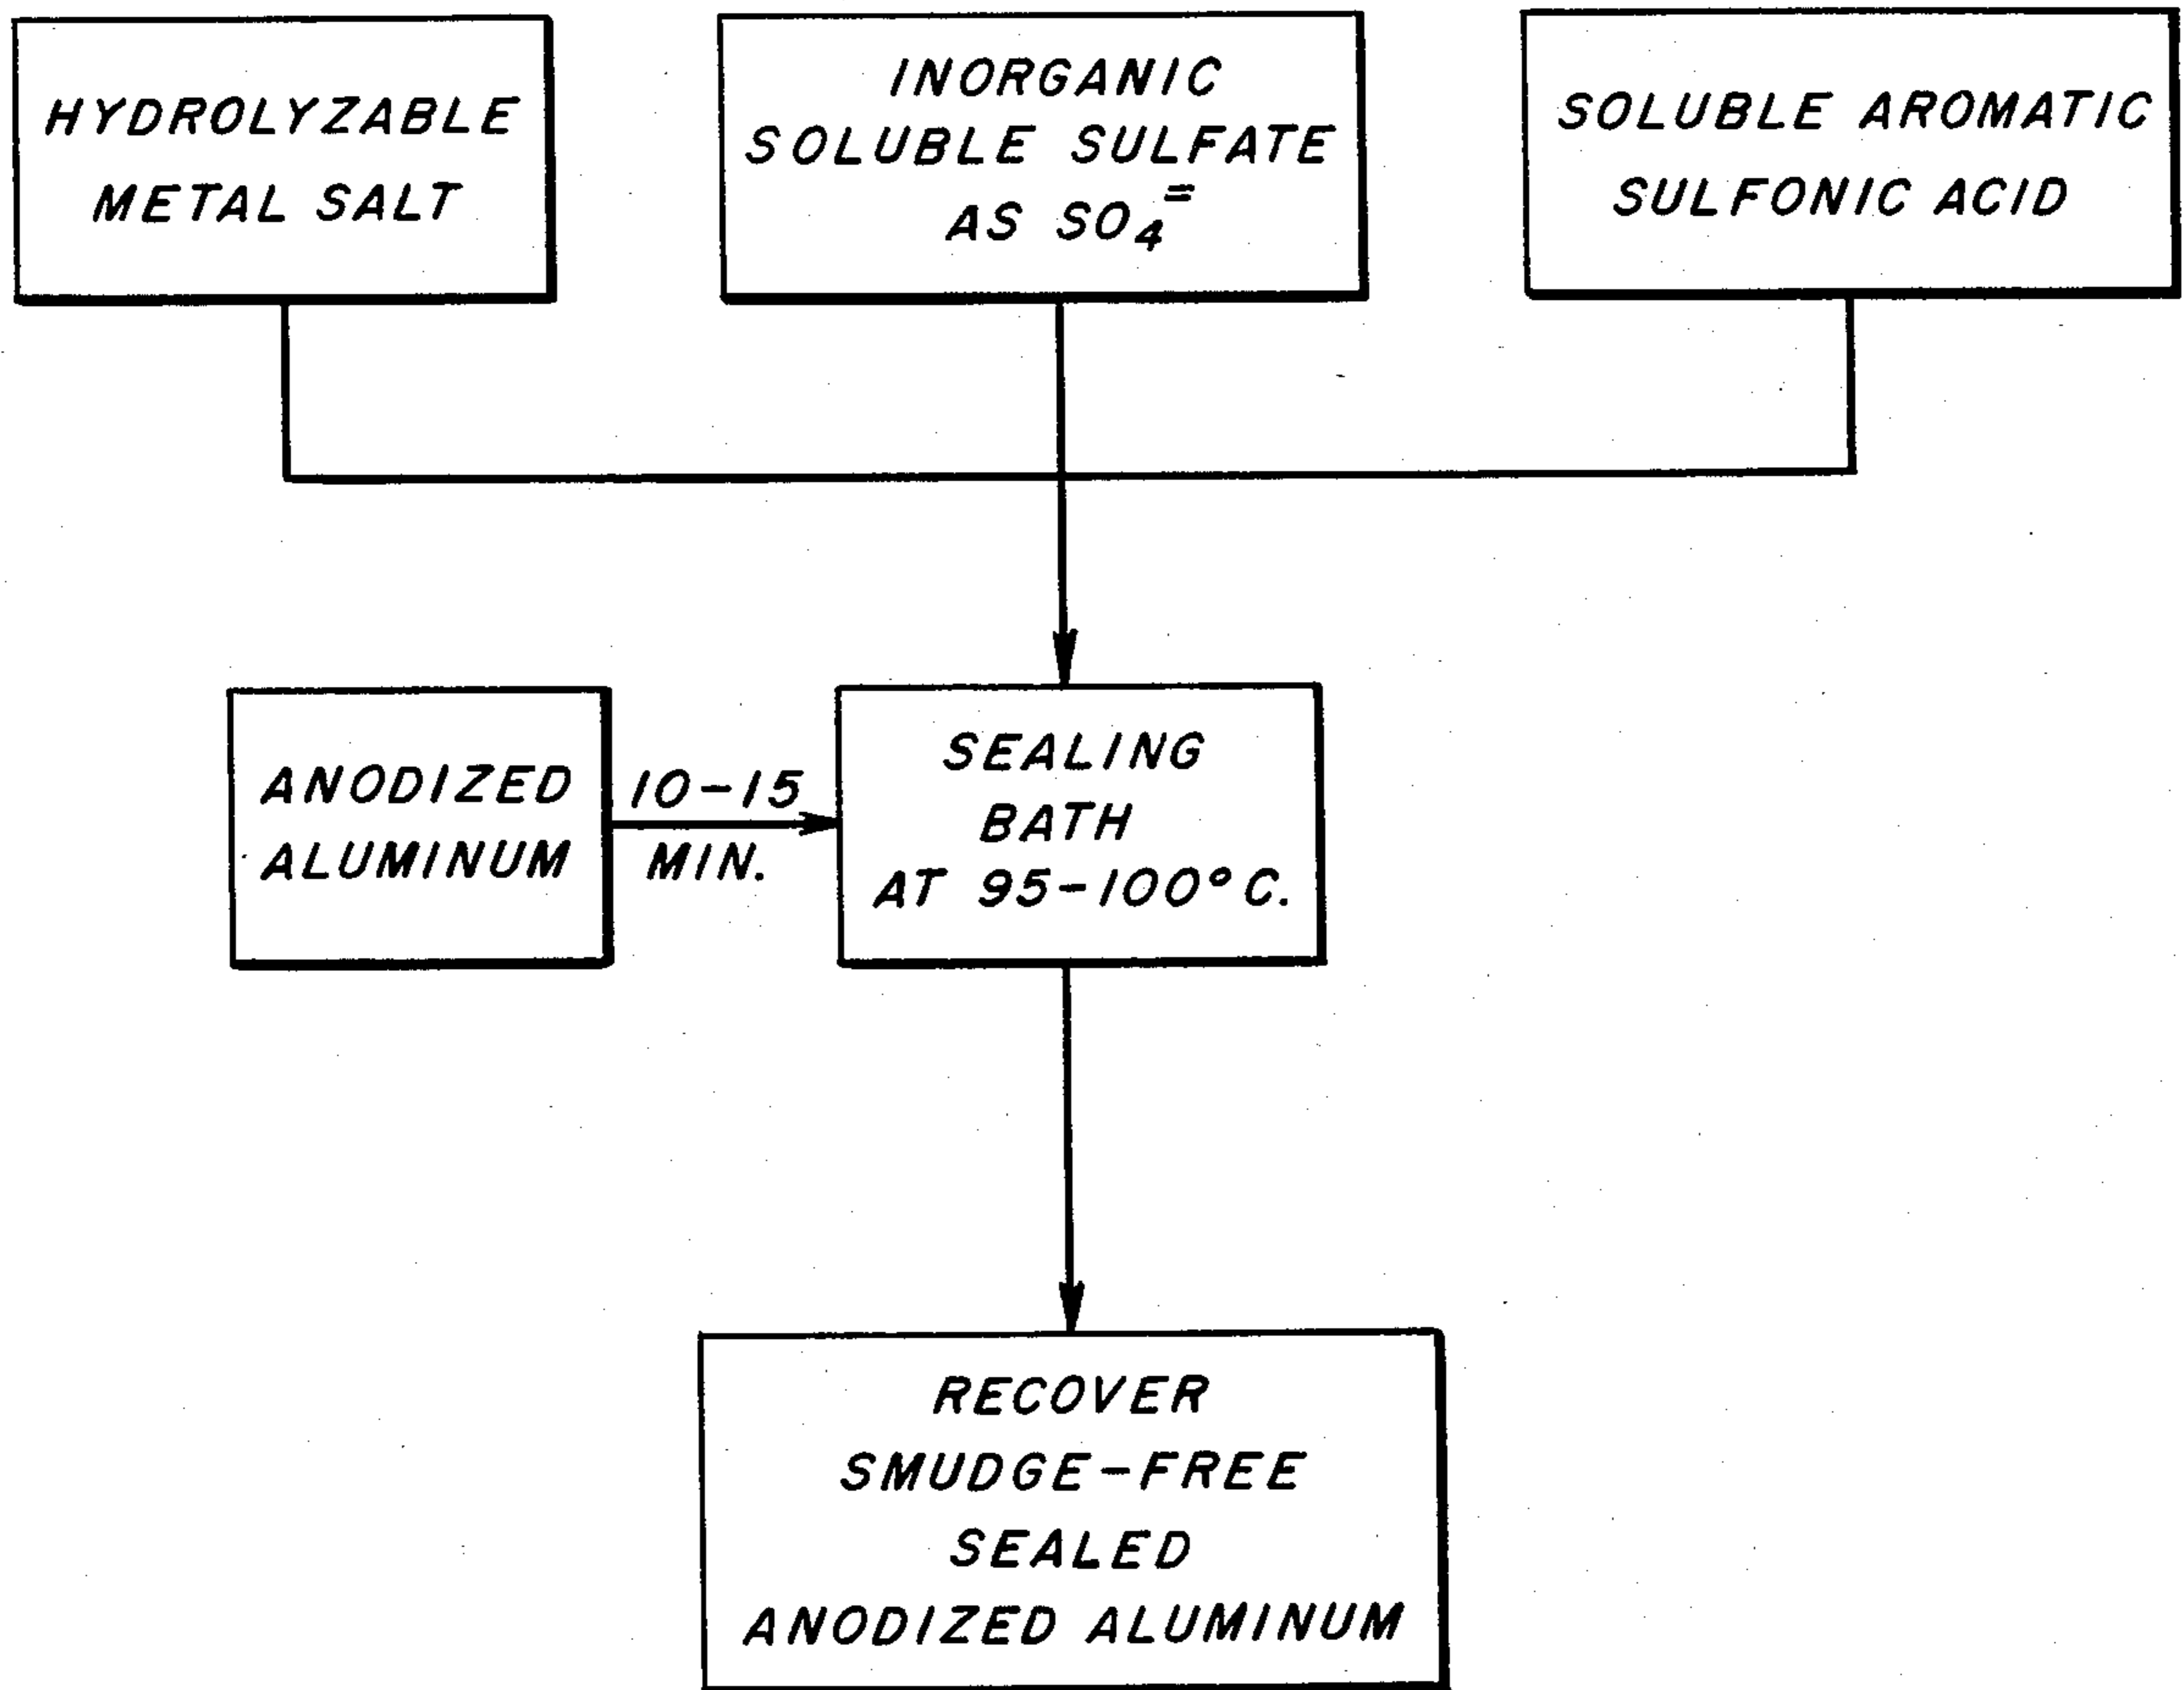 HYDROLYZABLE
METAL SALT
INORGANIC
SOLUBLE SULFATE
AS SO₄⁼
SOLUBLE AROMATIC
SULFONIC ACID
ANODIZED
ALUMINUM
10-15
MIN.
SEALING
BATH
AT 95-100°C.
RECOVER
SMUDGE-FREE
SEALED
ANODIZED ALUMINUM